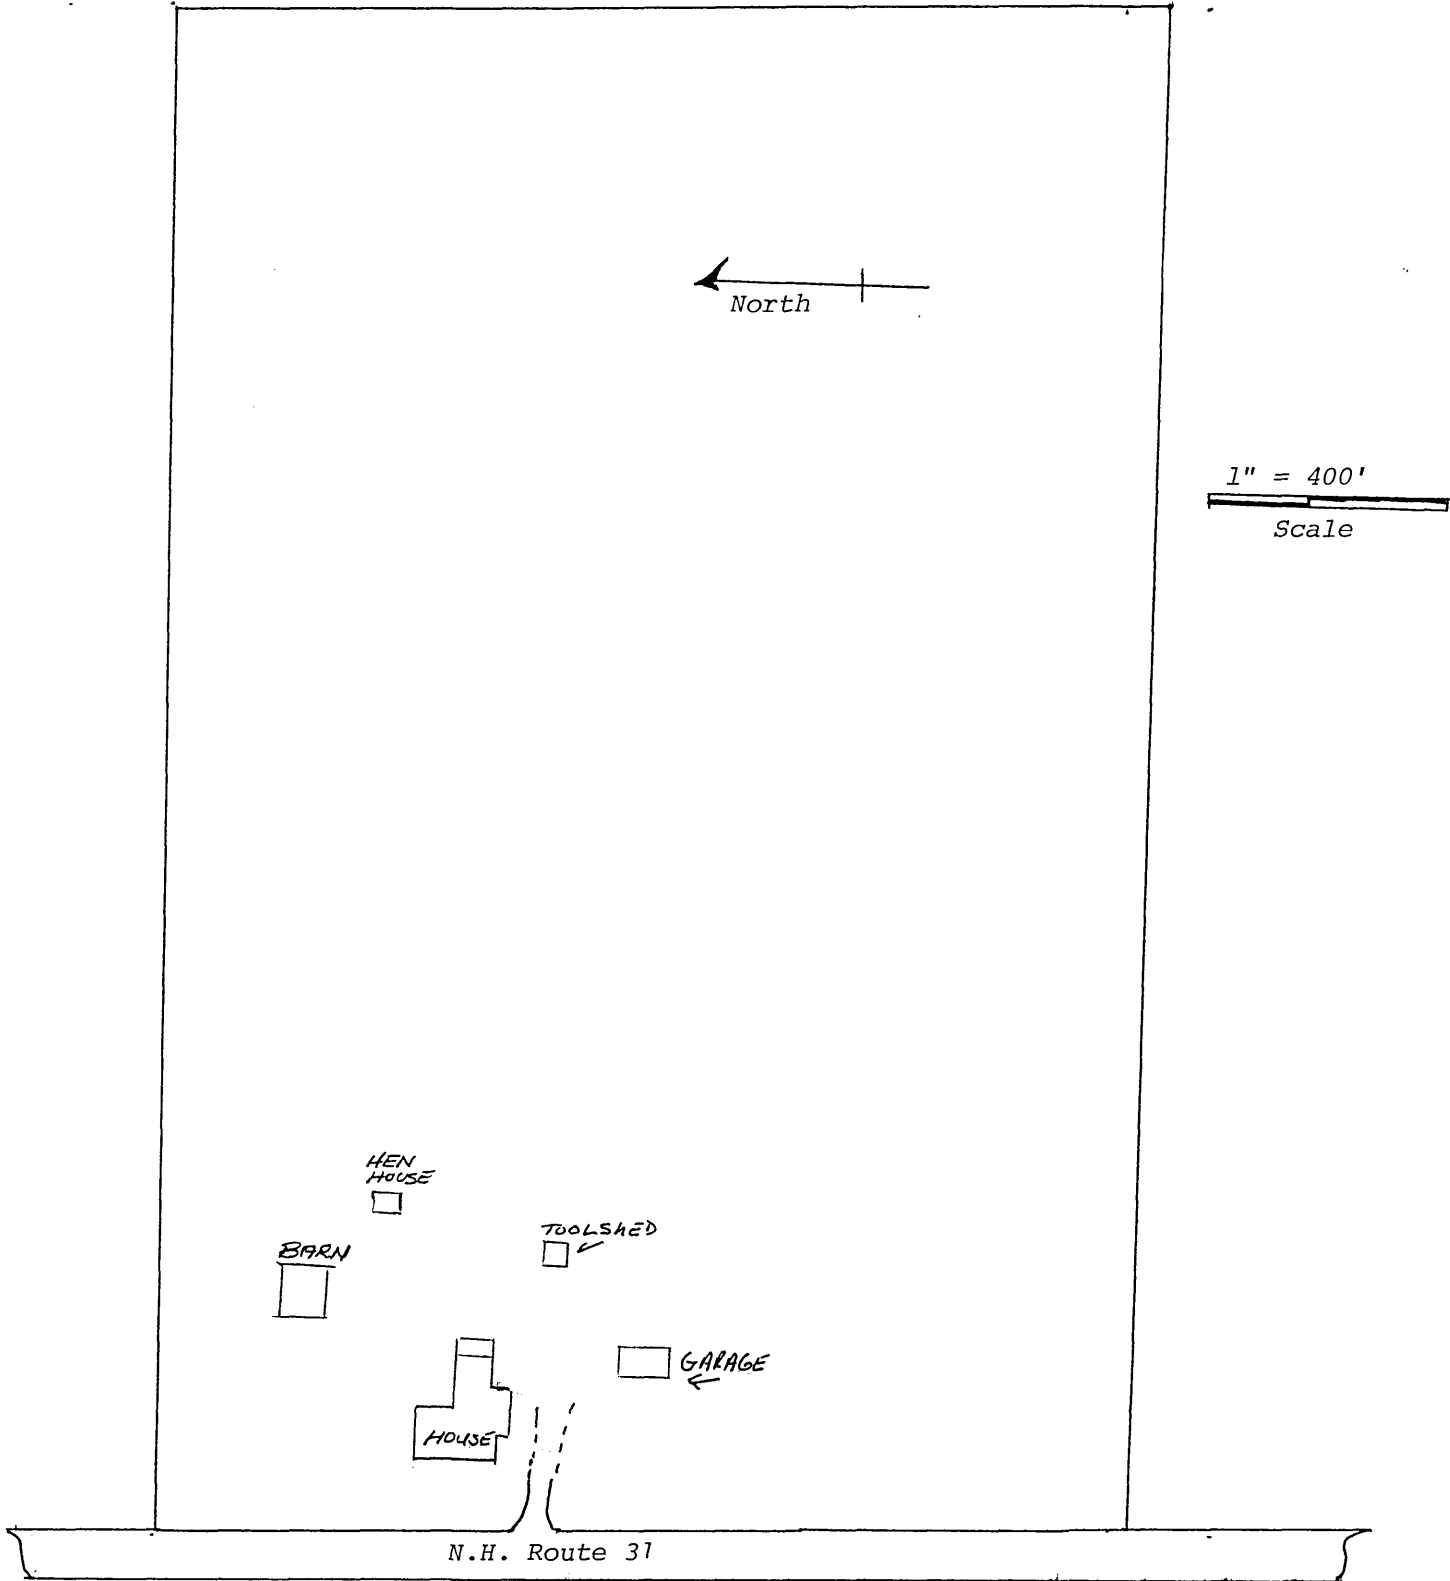 North
1" = 400'
Scale
HEN
HOUSE
TOOLSHED
BARN
GARAGE
HOUSE
N.H. Route 31